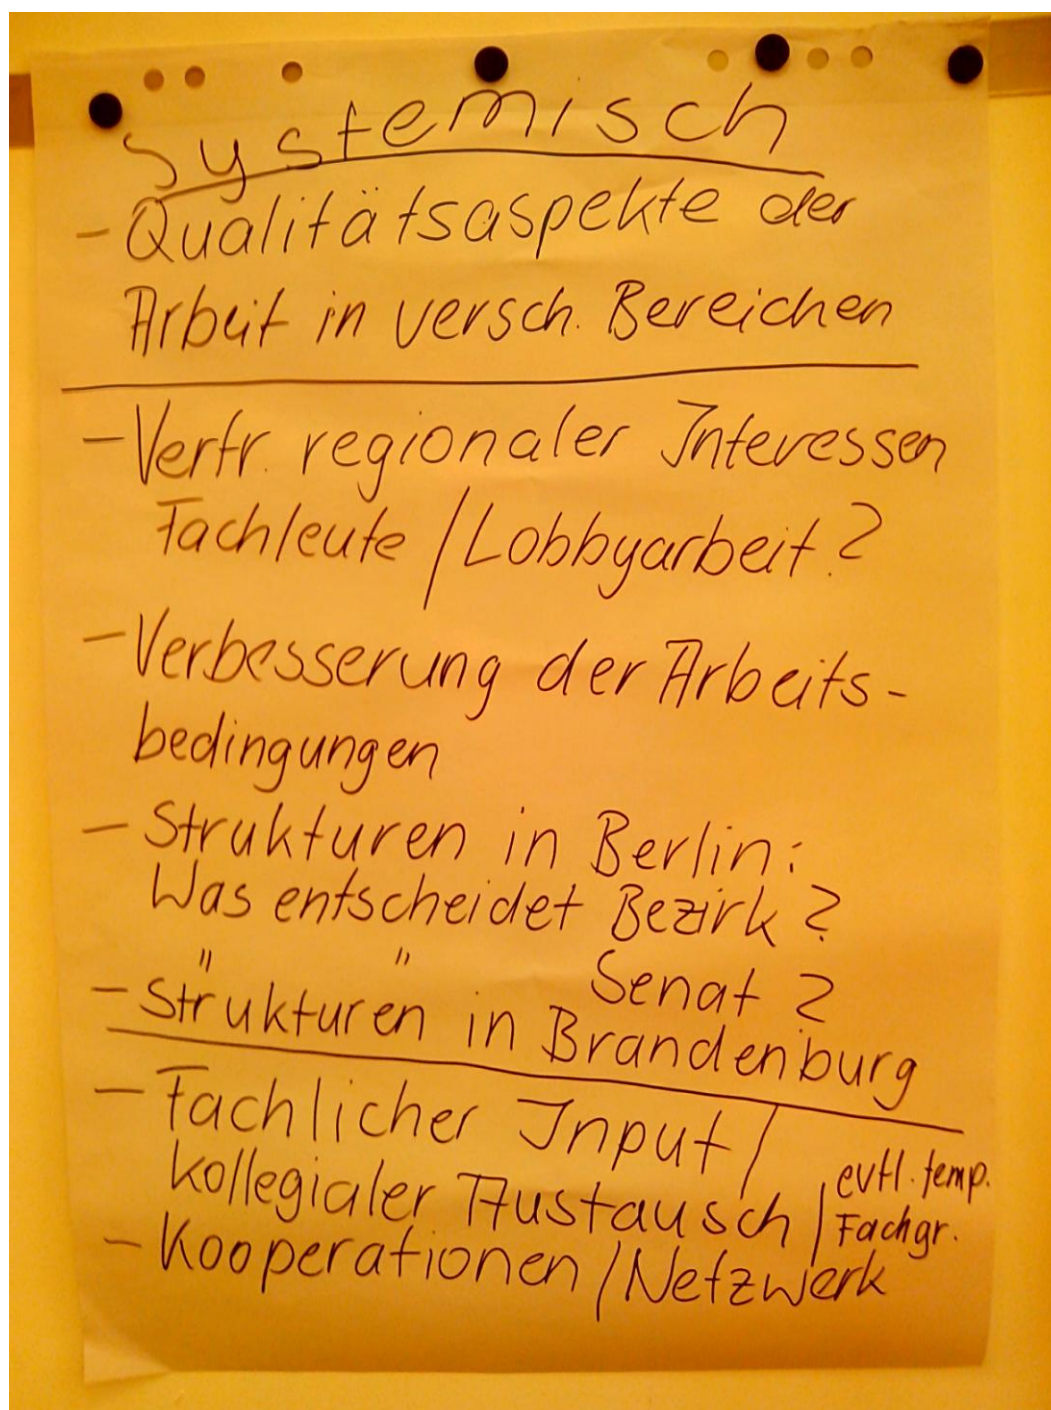 Systemisch
- Qualitätsaspekte der
Arbeit in versch. Bereichen
- Vertr. regionaler Interessen
Fachleute / Lobbyarbeit?
- Verbesserung der Arbeits-
bedingungen
- Strukturen in Berlin:
Was entscheidet Bezirk?
" " Senat?
- Strukturen in Brandenburg
- Fachlicher Input /
kollegialer Austausch / evtl. temp.
Fachgr.
- Kooperationen / Netzwerk